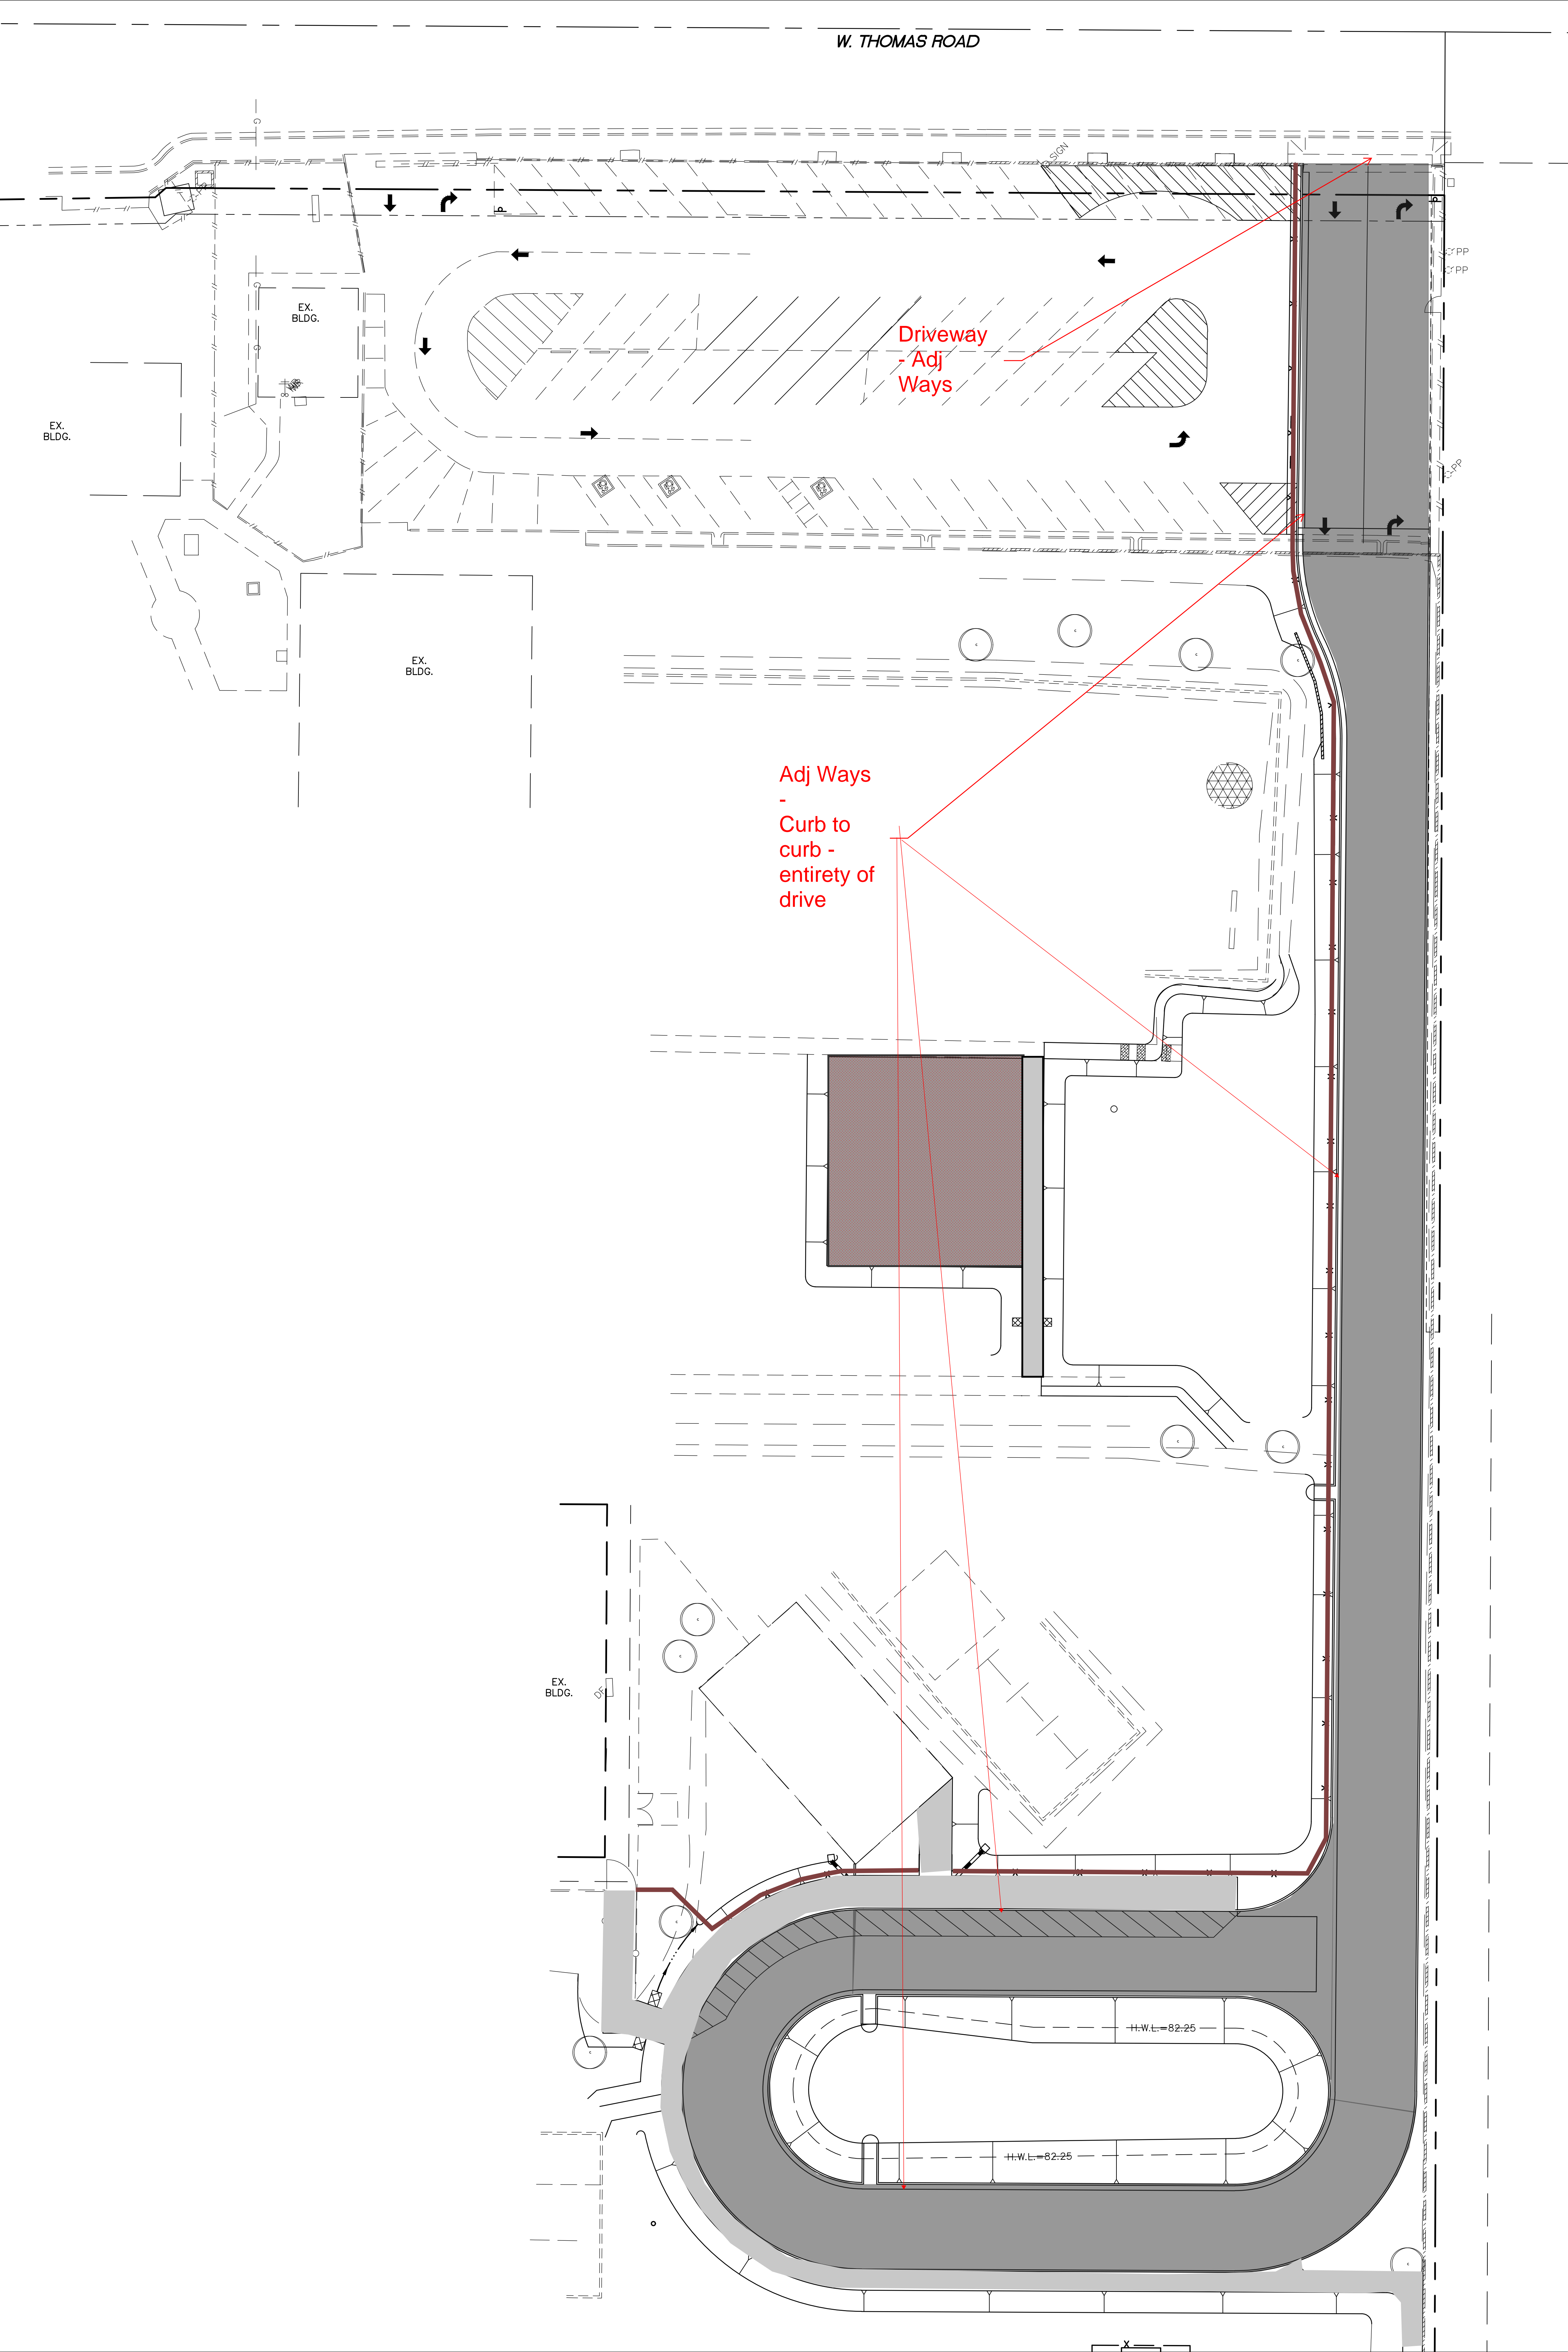 W. THOMAS ROAD
G
SIGN
PP
PP
G
EX.
BLDG.
Driveway
- Adj
Ways
G
EX.
BLDG.
PP
EX.
BLDG.
Adj Ways
-
Curb to
curb -
entirety of
drive
EX.
BLDG.
DF
H.W.L.=82.25
H.W.L.=82.25